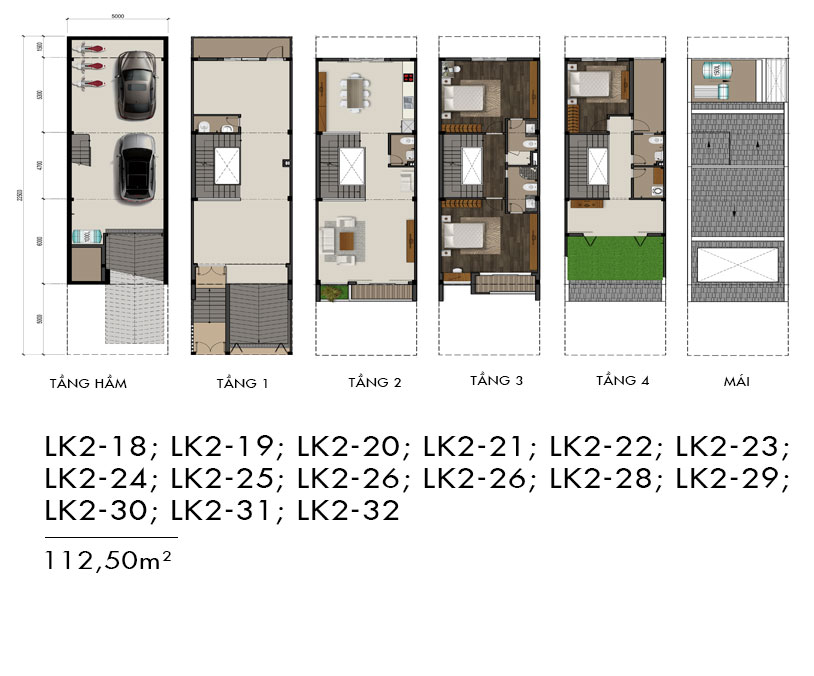 5000
1500
5300
4700
6000
5000
22500
TẦNG HẦM
TẦNG 1
TẦNG 2
TẦNG 3
TẦNG 4
MÁI
LK2-18; LK2-19; LK2-20; LK2-21; LK2-22; LK2-23;
LK2-24; LK2-25; LK2-26; LK2-26; LK2-28; LK2-29;
LK2-30; LK2-31; LK2-32
112,50m²